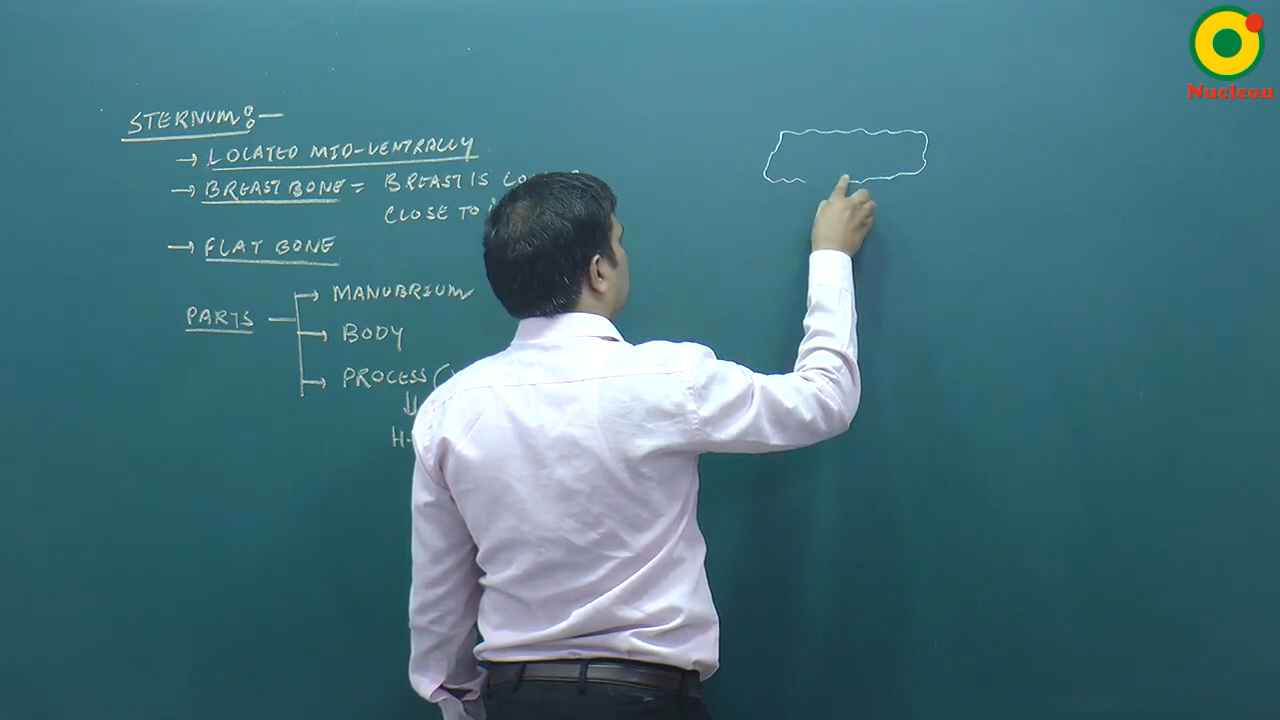 STERNUM:-
→ LOCATED MID-VENTRALLY
→ BREAST BONE = BREAST IS
CLOSE TO
→ FLAT BONE
PARTS → MANUBRIUM
→ BODY
→ PROCESS (
⇓
H-
Nucleon